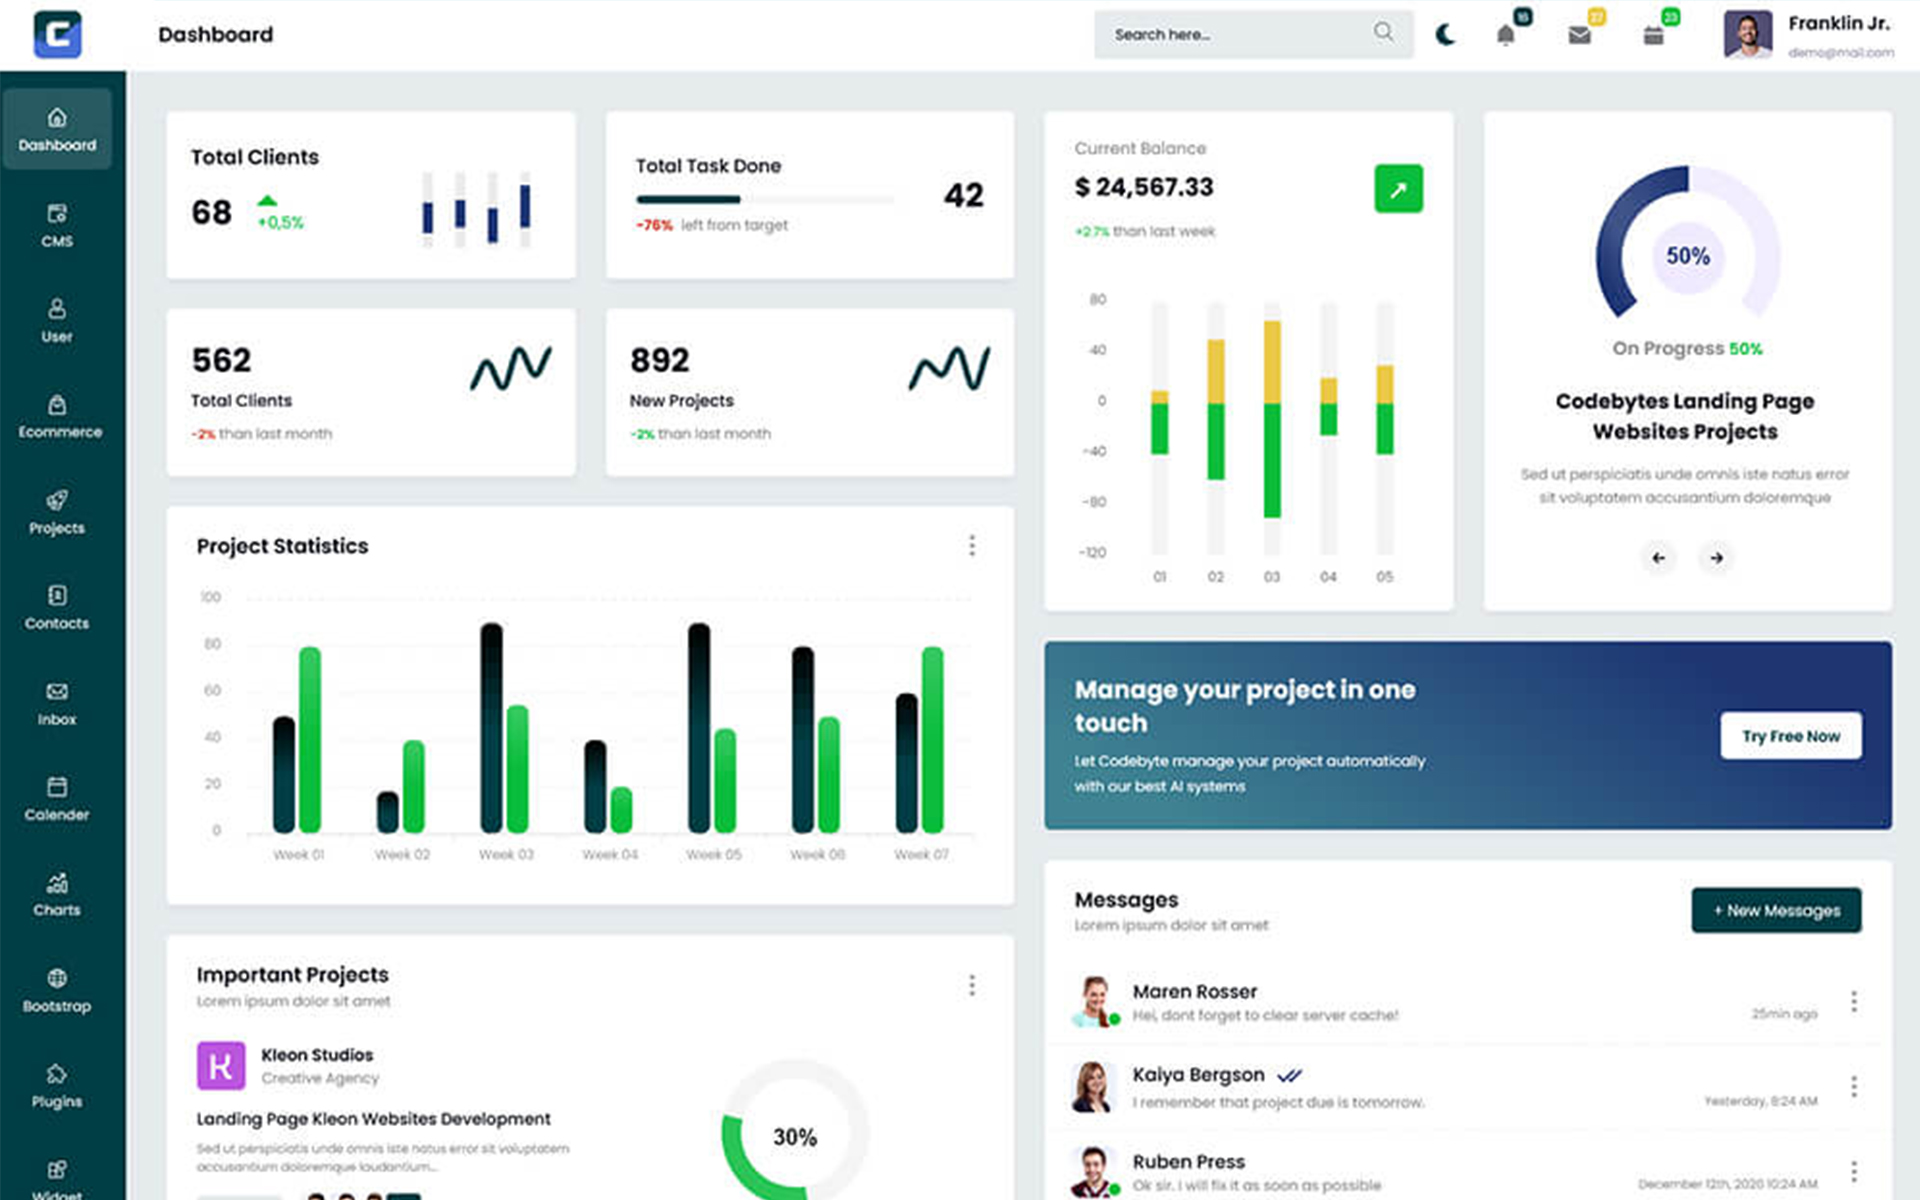 Dashboard
Search here...
15
27
23
Franklin Jr.
demo@mail.com
Dashboard
CMS
User
Ecommerce
Projects
Contacts
Inbox
Calender
Charts
Bootstrap
Plugins
Widget
Total Clients
68
+0,5%
Total Task Done
42
-76% left from target
562
Total Clients
-2% than last month
892
New Projects
-2% than last month
Project Statistics
100
80
60
40
20
0
Week 01
Week 02
Week 03
Week 04
Week 05
Week 06
Week 07
Important Projects
Lorem ipsum dolor sit amet
K
Kleon Studios
Creative Agency
Landing Page Kleon Websites Development
Sed ut perspiciatis unde omnis iste natus error sit voluptatem
accusantium doloremque laudantium...
30%
Current Balance
$ 24,567.33
+2.7% than last week
80
40
0
-40
-80
-120
01
02
03
04
05
50%
On Progress 50%
Codebytes Landing Page
Websites Projects
Sed ut perspiciatis unde omnis iste natus error
sit voluptatem accusantium doloremque
Manage your project in one
touch
Let Codebyte manage your project automatically
with our best AI systems
Try Free Now
Messages
Lorem ipsum dolor sit amet
+ New Messages
Maren Rosser
Hei, dont forget to clear server cache!
25min ago
Kaiya Bergson
I remember that project due is tomorrow.
Yesterday, 8:24 AM
Ruben Press
Ok sir. I will fix it as soon as possible
December 12th, 2020 10:24 AM